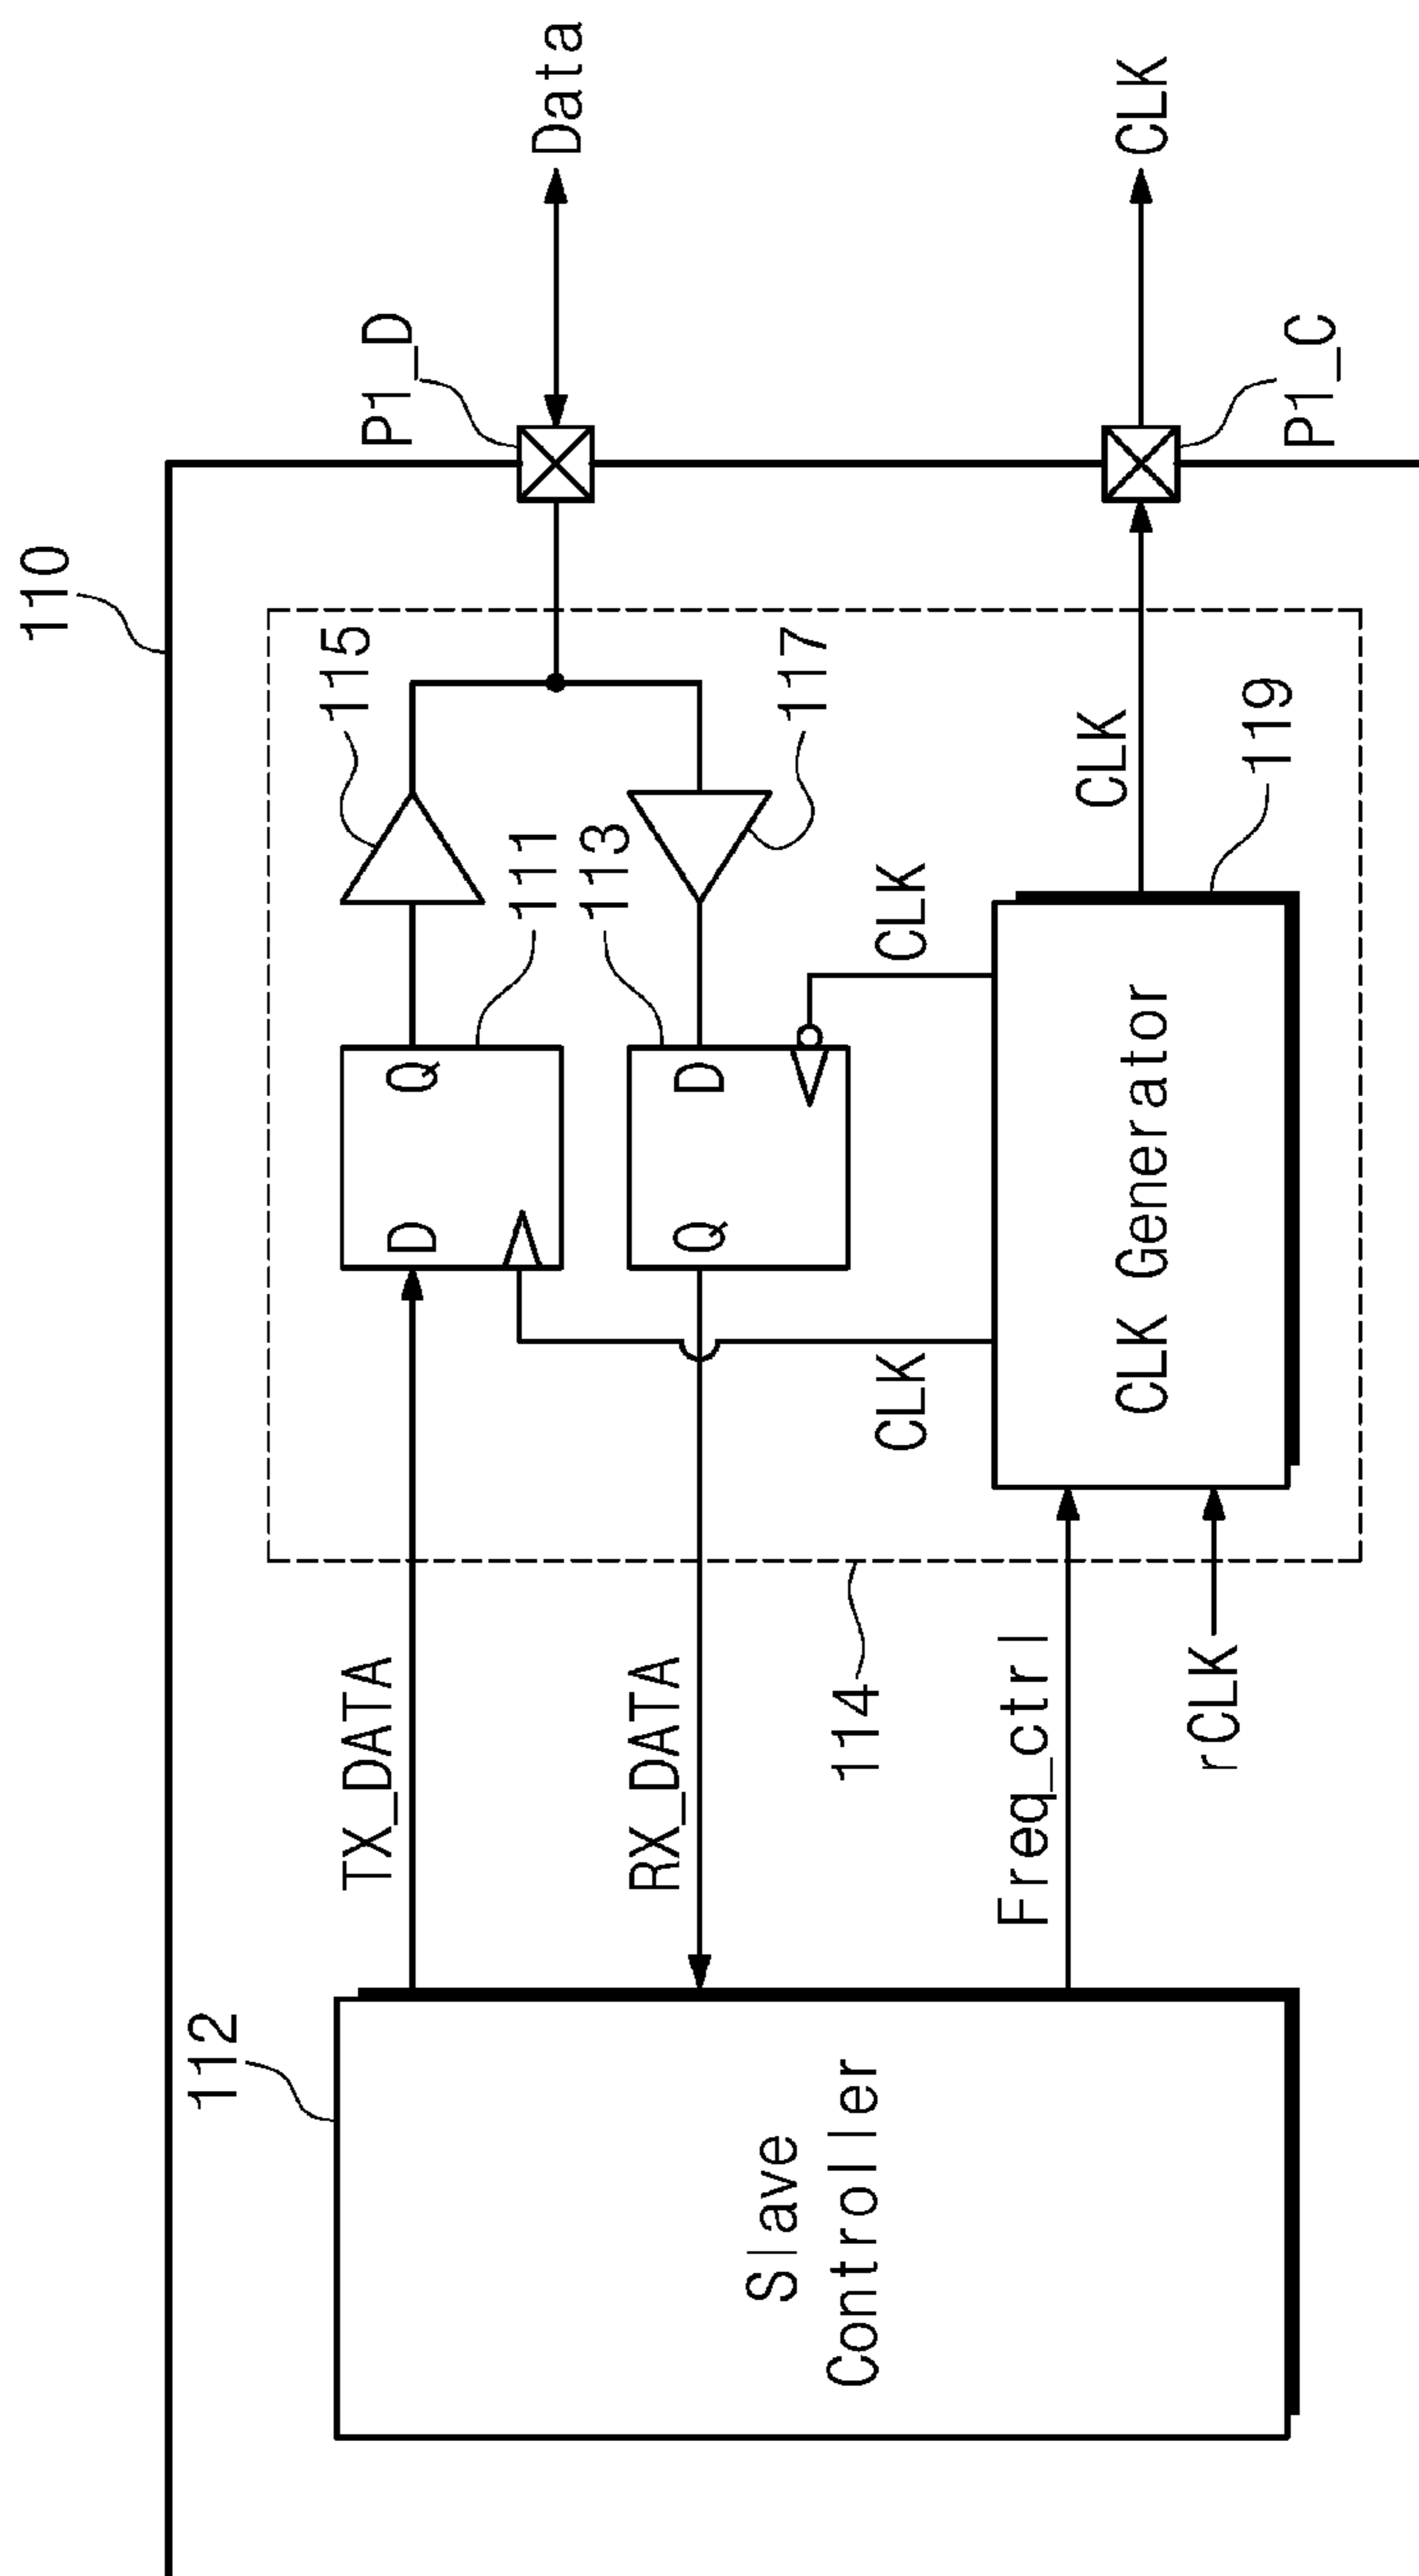 110
112
Slave
Controller
TX_DATA
RX_DATA
Freq_ctrl
rCLK
114
D
Q
111
115
Q
D
113
117
CLK
CLK
CLK Generator
119
CLK
P1_D
Data
P1_C
CLK